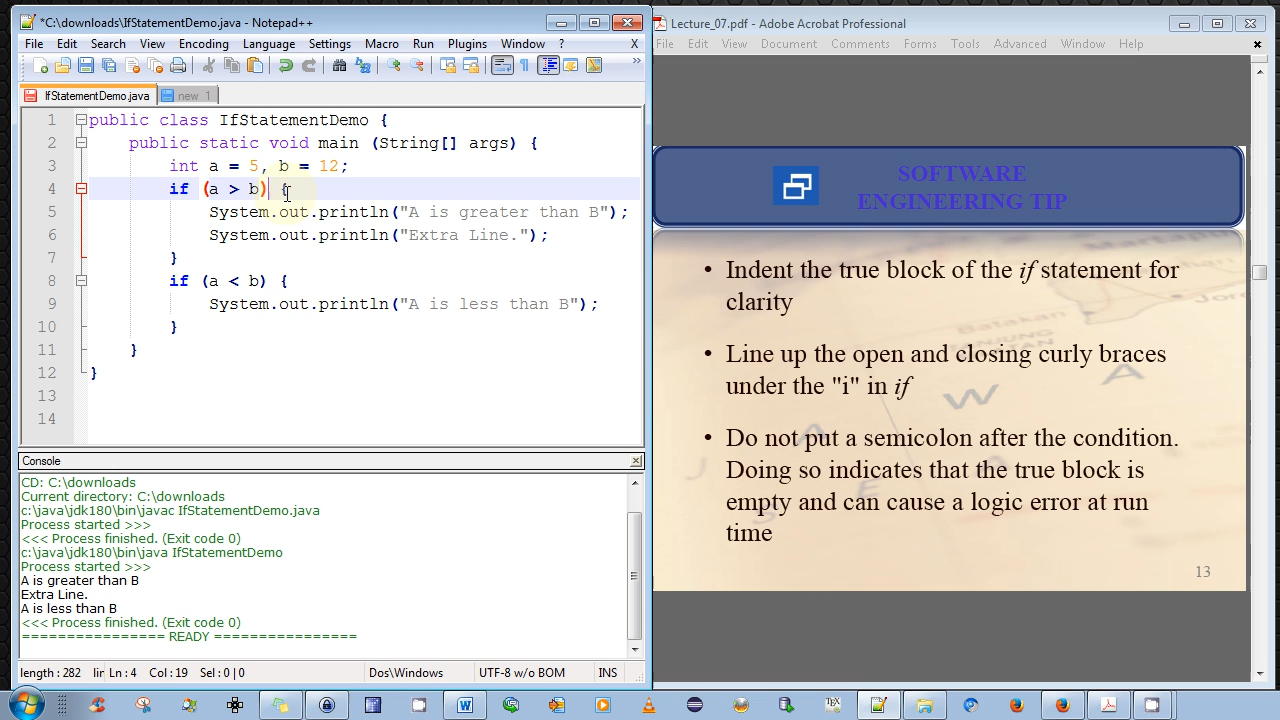 *C:\downloads\IfStatementDemo.java - Notepad++
File Edit Search View Encoding Language Settings Macro Run Plugins Window ? X
IfStatementDemo.java new 1
1 public class IfStatementDemo {
2 public static void main (String[] args) {
3 int a = 5, b = 12;
4 if (a > b) {
5 System.out.println("A is greater than B");
6 System.out.println("Extra Line.");
7 }
8 if (a < b) {
9 System.out.println("A is less than B");
10 }
11 }
12 }
13
14
Console
CD: C:\downloads
Current directory: C:\downloads
c:\java\jdk180\bin\javac IfStatementDemo.java
Process started >>>
<<< Process finished. (Exit code 0)
c:\java\jdk180\bin\java IfStatementDemo
Process started >>>
A is greater than B
Extra Line.
A is less than B
<<< Process finished. (Exit code 0)
================ READY ================
length : 282 lir Ln : 4 Col : 19 Sel : 0 | 0 Dos\Windows UTF-8 w/o BOM INS
Lecture_07.pdf - Adobe Acrobat Professional
File Edit View Document Comments Forms Tools Advanced Window Help
SOFTWARE
ENGINEERING TIP
• Indent the true block of the if statement for
clarity
• Line up the open and closing curly braces
under the "i" in if
• Do not put a semicolon after the condition.
Doing so indicates that the true block is
empty and can cause a logic error at run
time
13